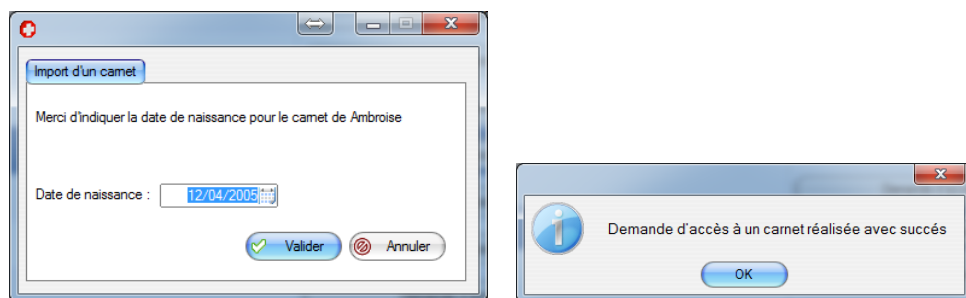 Import d'un carnet
Merci d'indiquer la date de naissance pour le carnet de Ambroise
Date de naissance : 12/04/2005
Valider Annuler
Demande d'accès à un carnet réalisée avec succés
OK